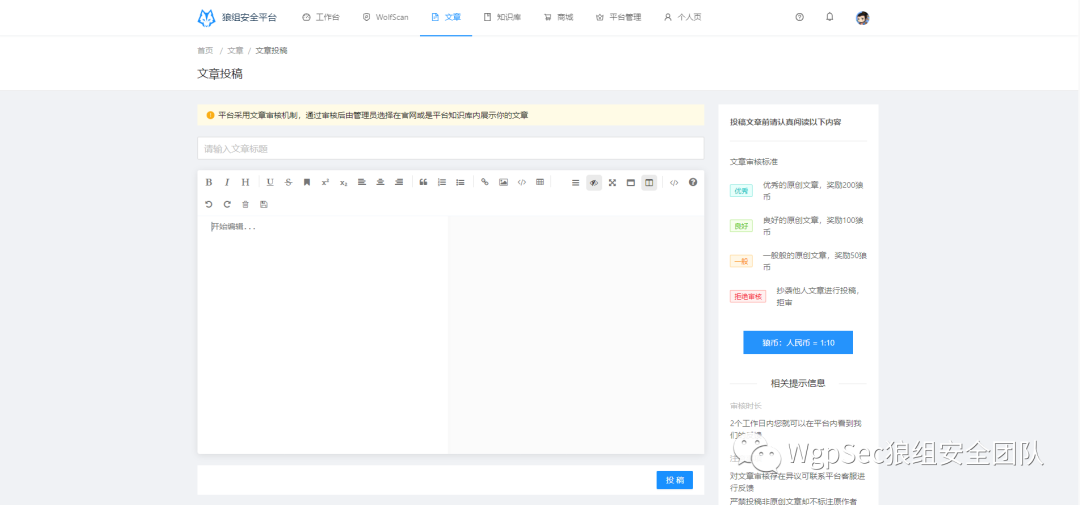 狼组安全平台 工作台 WolfScan 文章 知识库 商城 平台管理 个人页
首页 / 文章 / 文章投稿
文章投稿
平台采用文章审核机制，通过审核后由管理员选择在官网或是平台知识库内展示你的文章
请输入文章标题
开始编辑...
投 稿
投稿文章前请认真阅读以下内容
文章审核标准
优秀 优秀的原创文章，奖励200狼
币
良好 良好的原创文章，奖励100狼
币
一般 一般般的原创文章，奖励50狼
币
拒绝审核 抄袭他人文章进行投稿，
拒审
狼币：人民币 = 1:10
相关提示信息
审核时长
2个工作日内您就可以在平台内看到我
对文章审核存在异议可联系平台客服进
行反馈
严禁投稿非原创文章却不标注原作者
WgpSec狼组安全团队